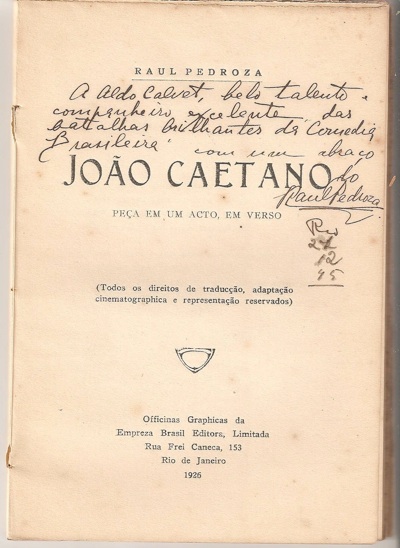 RAUL PEDROZA
A Aldo Calvet, belo talento
companheiro excelente das
batalhas brilhantes da Comedia
Brasileira com um abraço
JOÃO CAETANO
do
Raul Pedroza
PEÇA EM UM ACTO, EM VERSO
Rio
21
12
45
(Todos os direitos de traducção, adaptação
cinematographica e representação reservados)
Officinas Graphicas da
Empreza Brasil Editora, Limitada
Rua Frei Caneca, 153
Rio de Janeiro
1926